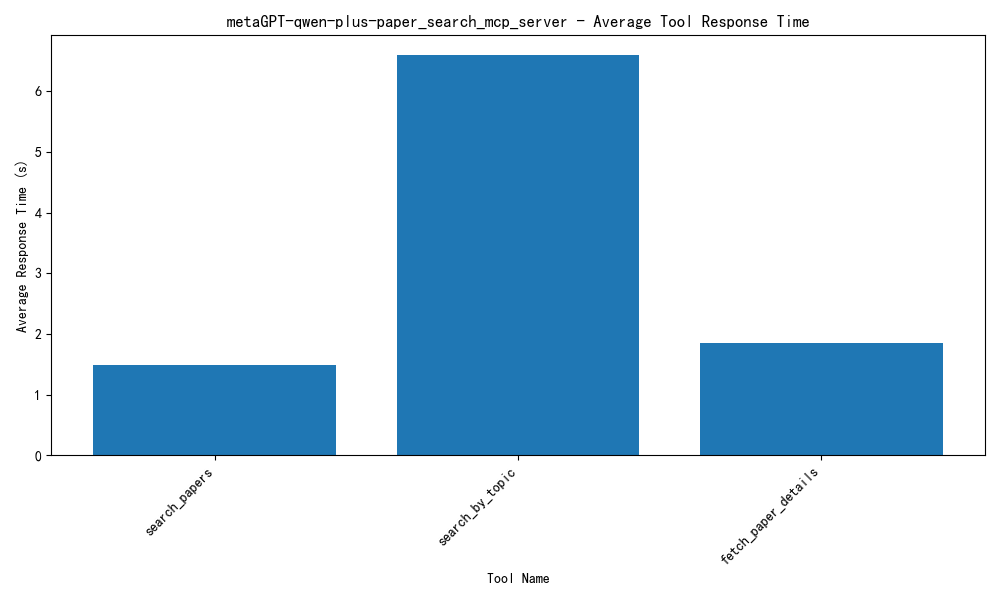 metaGPT-qwen-plus-paper_search_mcp_server - Average Tool Response Time
Average Response Time (s)
6
5
4
3
2
1
0
search_papers
search_by_topic
fetch_paper_details
Tool Name